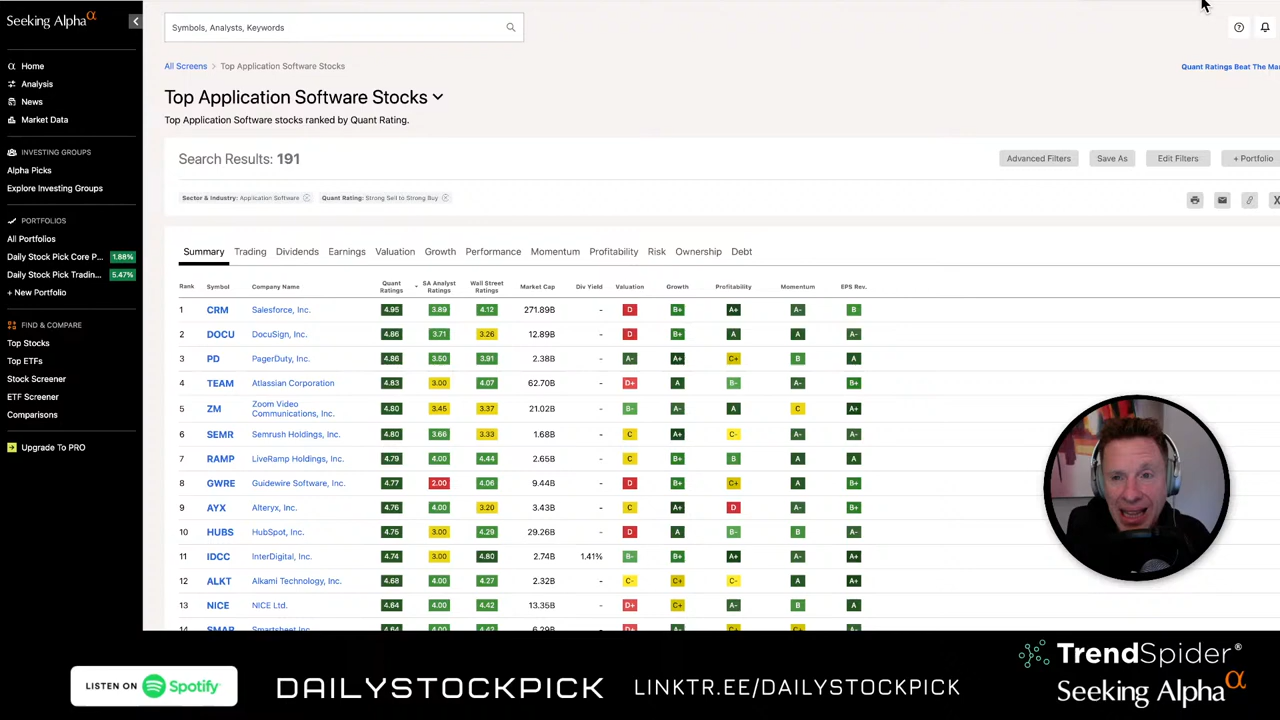 Seeking Alpha α
Symbols, Analysts, Keywords
Home
Analysis
News
Market Data
INVESTING GROUPS
Alpha Picks
Explore Investing Groups
PORTFOLIOS
All Portfolios
Daily Stock Pick Core P... 1.88%
Daily Stock Pick Tradin... 5.47%
+ New Portfolio
FIND & COMPARE
Top Stocks
Top ETFs
Stock Screener
ETF Screener
Comparisons
Upgrade To PRO
All Screens > Top Application Software Stocks
Quant Ratings Beat The Mar
Top Application Software Stocks
Top Application Software stocks ranked by Quant Rating.
Search Results: 191
Advanced Filters Save As Edit Filters + Portfolio
Sector & Industry: Application Software Quant Rating: Strong Sell to Strong Buy
Summary Trading Dividends Earnings Valuation Growth Performance Momentum Profitability Risk Ownership Debt
Rank Symbol Company Name Quant Ratings SA Analyst Ratings Wall Street Ratings Market Cap Div Yield Valuation Growth Profitability Momentum EPS Rev.
1 CRM Salesforce, Inc. 4.95 3.89 4.12 271.89B - D B+ A+ A- B
2 DOCU DocuSign, Inc. 4.86 3.71 3.26 12.89B - D B+ A A A-
3 PD PagerDuty, Inc. 4.86 3.50 3.91 2.38B - A- A+ C+ B A
4 TEAM Atlassian Corporation 4.83 3.00 4.07 62.70B - D+ A B- A- B+
5 ZM Zoom Video Communications, Inc. 4.80 3.45 3.37 21.02B - B- A- A C A+
6 SEMR Semrush Holdings, Inc. 4.80 3.66 3.33 1.68B - C A+ C- A- A-
7 RAMP LiveRamp Holdings, Inc. 4.79 4.00 4.44 2.65B - C B+ B A A
8 GWRE Guidewire Software, Inc. 4.77 2.00 4.06 9.44B - D B+ C+ A B+
9 AYX Alteryx, Inc. 4.76 4.00 3.20 3.43B - C A+ D A- B+
10 HUBS HubSpot, Inc. 4.75 3.00 4.29 29.26B - D A B- B A-
11 IDCC InterDigital, Inc. 4.74 3.00 4.80 2.74B 1.41% B- B+ A+ A- A+
12 ALKT Alkami Technology, Inc. 4.68 4.00 4.27 2.32B - C- C+ C- A A+
13 NICE NICE Ltd. 4.64 4.00 4.42 13.35B - D+ C+ A- B A
14 SMAR Smartsheet Inc. 4.64 4.00 4.42 6.29B - D+ A- C+ C+ A-
LISTEN ON Spotify
DAILYSTOCKPICK
LINKTR.EE/DAILYSTOCKPICK
TrendSpider®
Seeking Alpha α